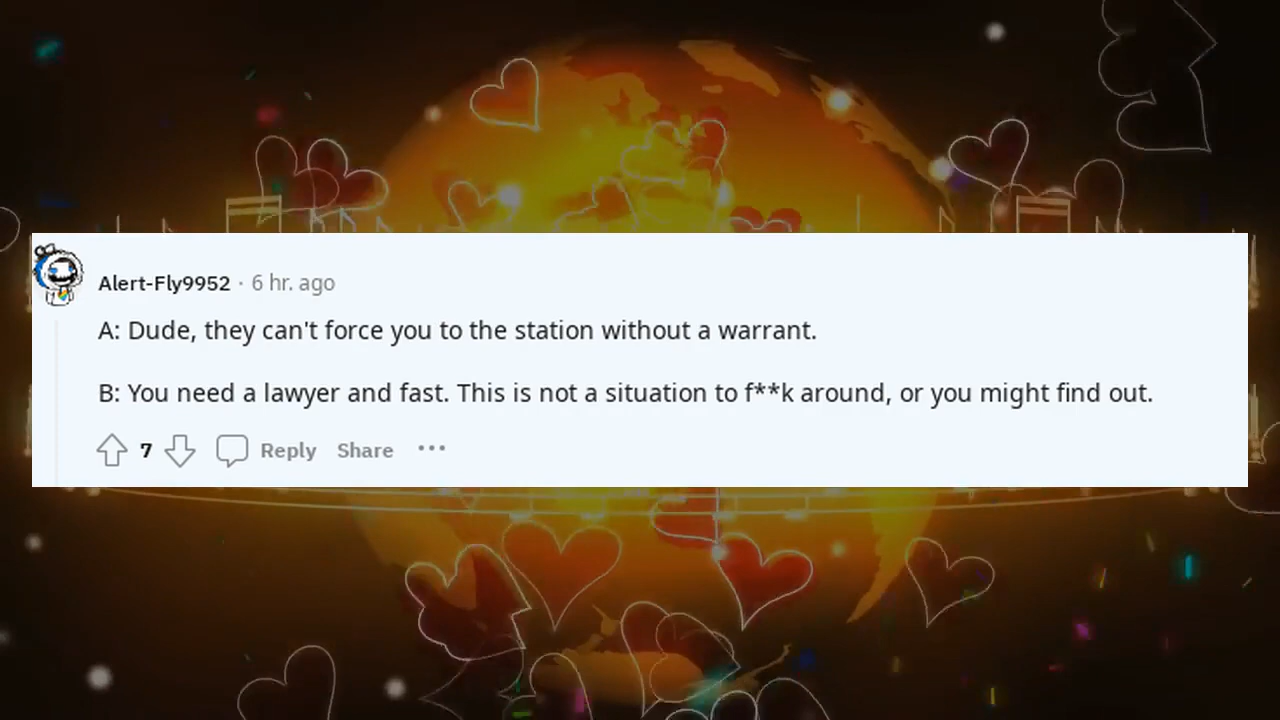 Alert-Fly9952 · 6 hr. ago
A: Dude, they can't force you to the station without a warrant.
B: You need a lawyer and fast. This is not a situation to f**k around, or you might find out.
7 Reply Share ···